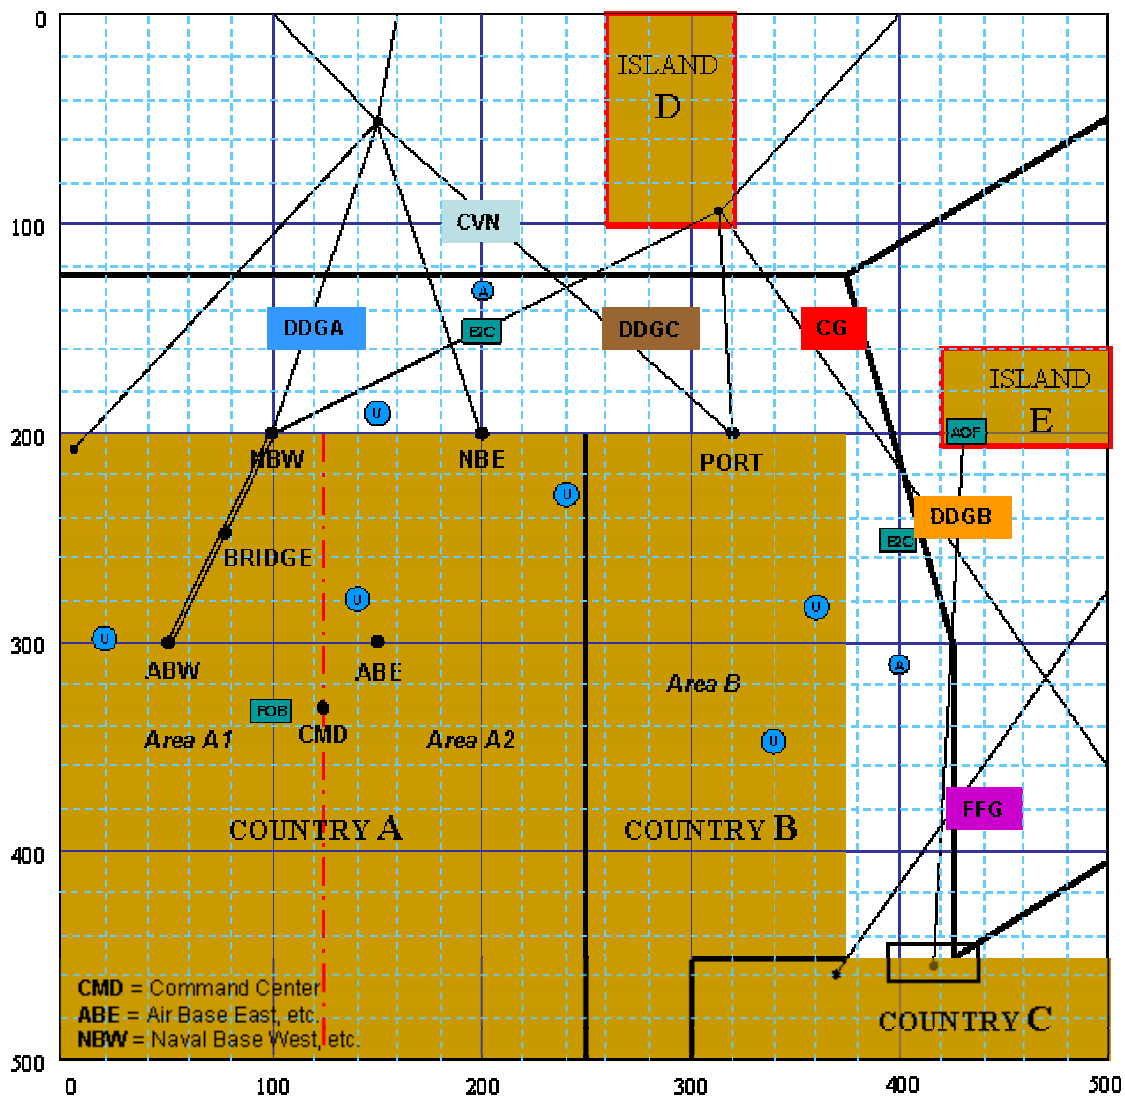 0
ISLAND
D
100
CVN
A
DDGA
E2C
DDGC
CG
ISLAND
E
U
200
AOF
NBW
NBE
PORT
U
DDGB
E2C
BRIDGE
U
U
U
300
ABW
ABE
A
Area B
FOB
CMD
Area A1
Area A2
U
FFG
COUNTRY A
COUNTRY B
400
CMD = Command Center
ABE = Air Base East, etc.
NBW = Naval Base West, etc.
COUNTRY C
500
0
100
200
300
400
500